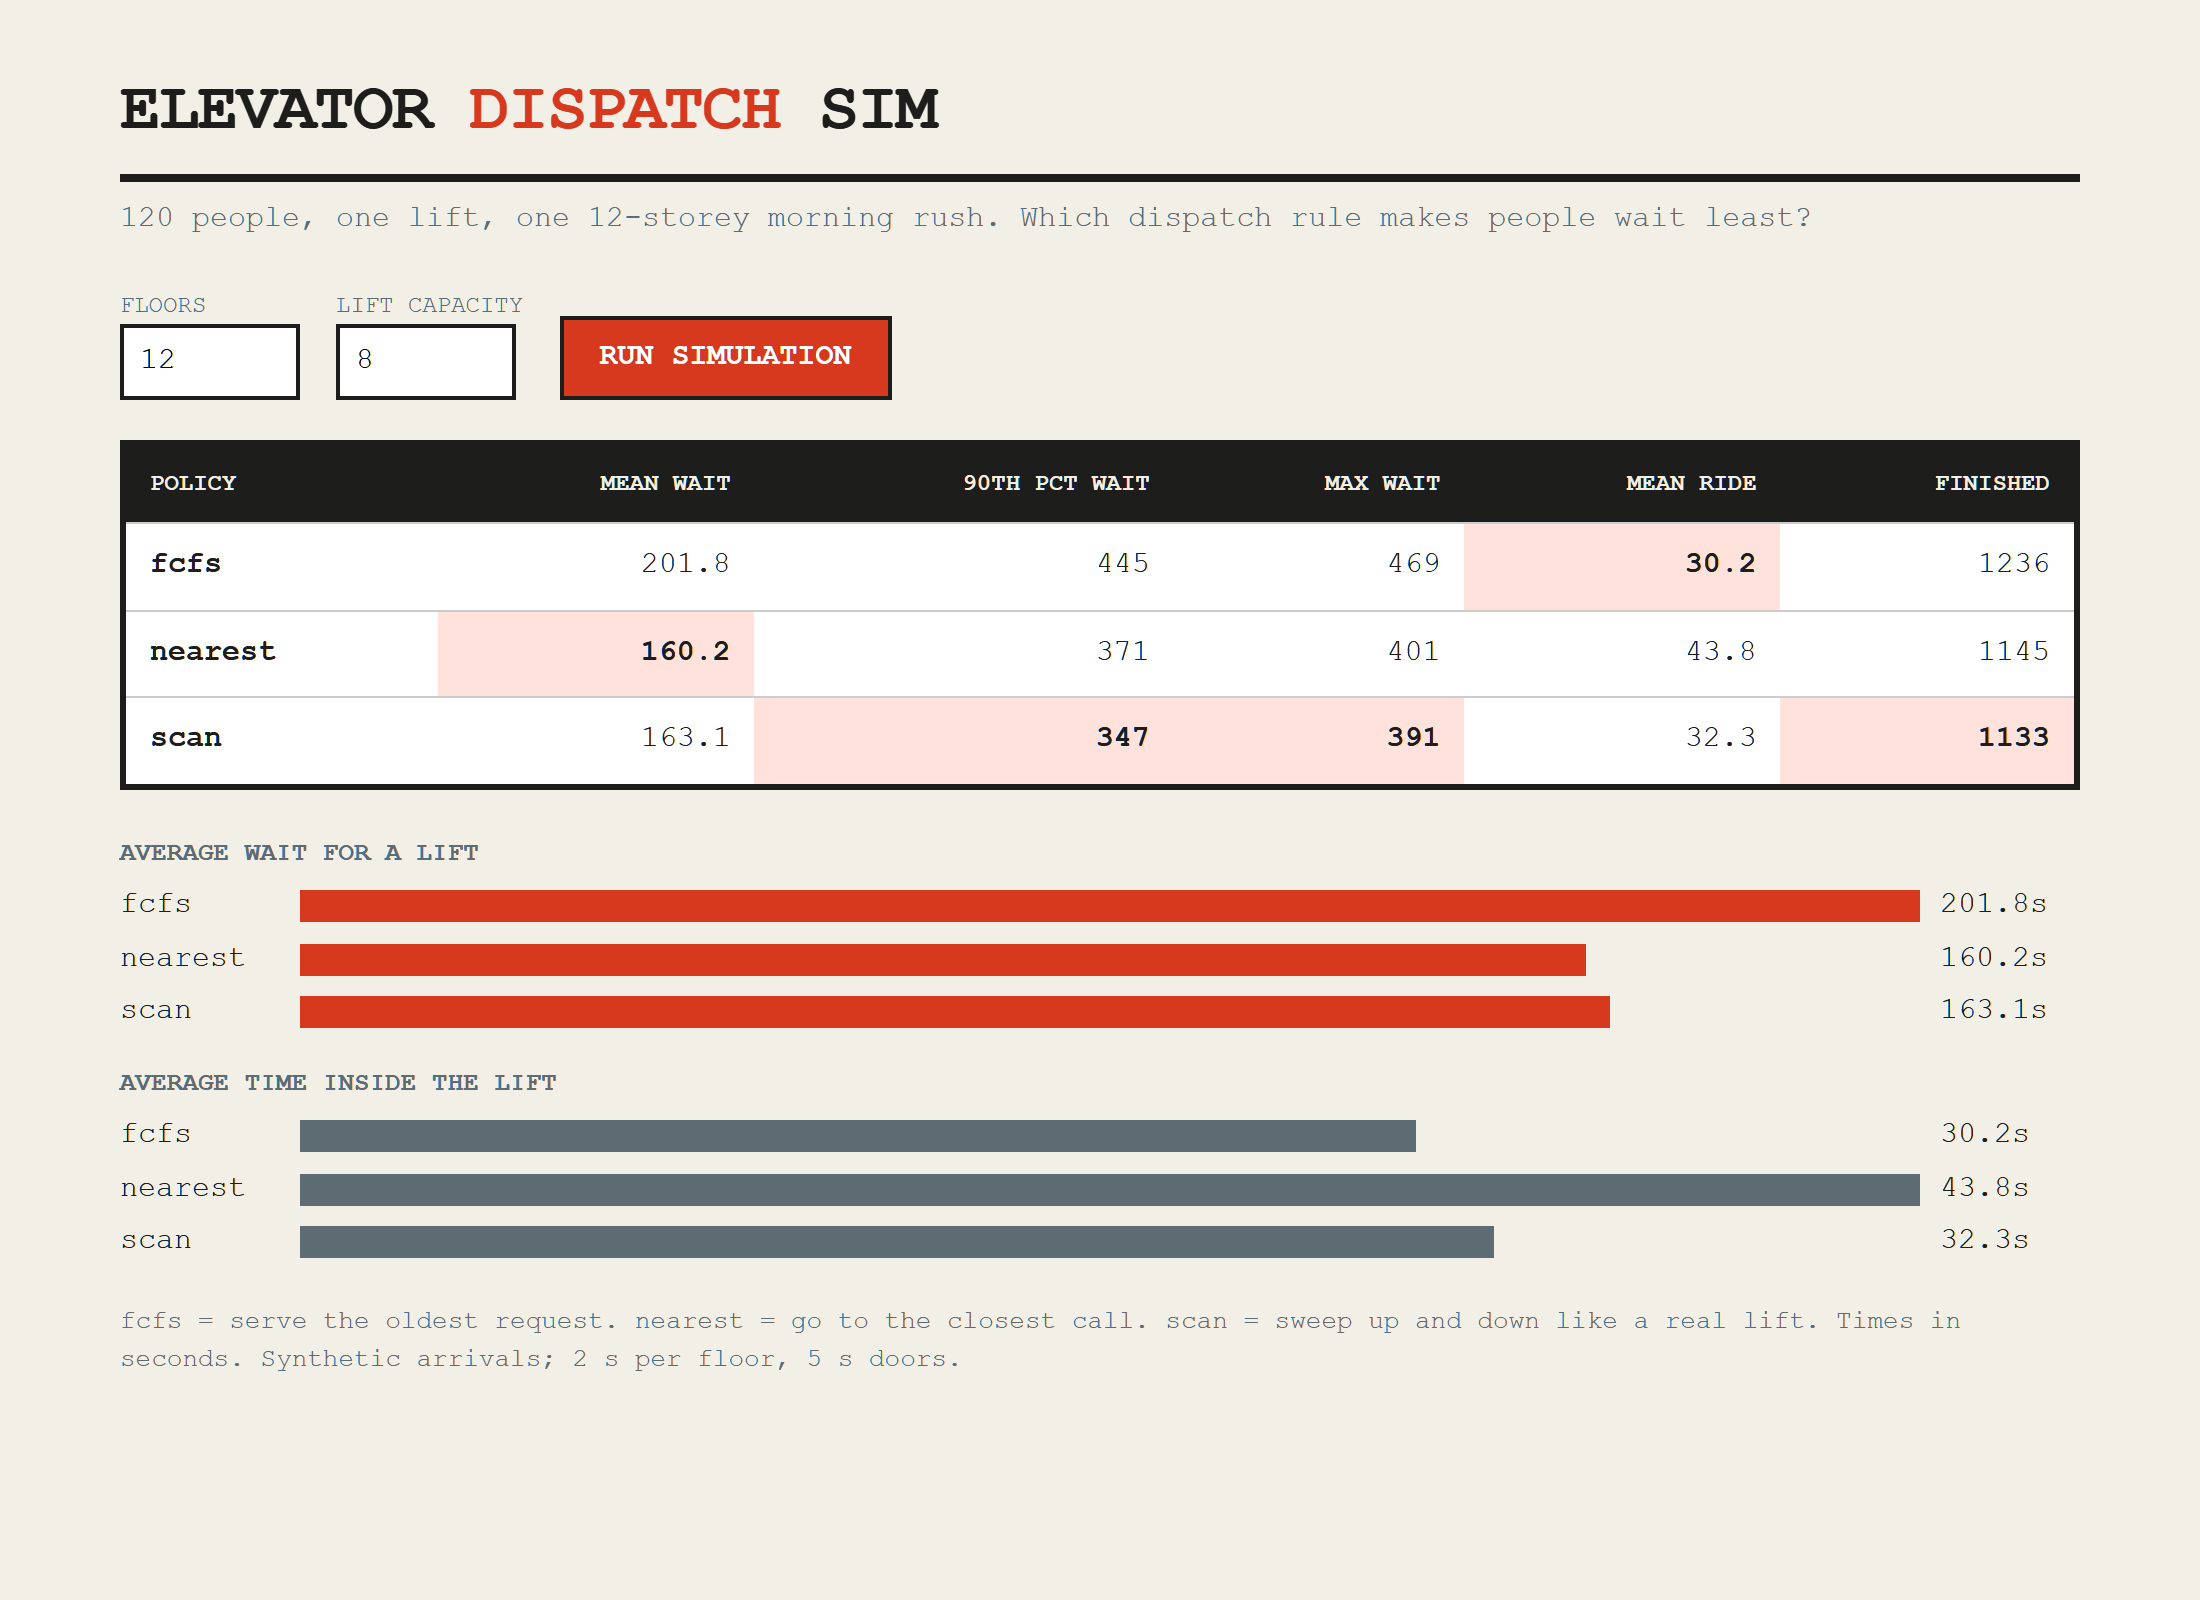 ELEVATOR DISPATCH SIM
120 people, one lift, one 12-storey morning rush. Which dispatch rule makes people wait least?
FLOORS LIFT CAPACITY
12 8 RUN SIMULATION
POLICY MEAN WAIT 90TH PCT WAIT MAX WAIT MEAN RIDE FINISHED
fcfs 201.8 445 469 30.2 1236
nearest 160.2 371 401 43.8 1145
scan 163.1 347 391 32.3 1133
AVERAGE WAIT FOR A LIFT
fcfs 201.8s
nearest 160.2s
scan 163.1s
AVERAGE TIME INSIDE THE LIFT
fcfs 30.2s
nearest 43.8s
scan 32.3s
fcfs = serve the oldest request. nearest = go to the closest call. scan = sweep up and down like a real lift. Times in
seconds. Synthetic arrivals; 2 s per floor, 5 s doors.